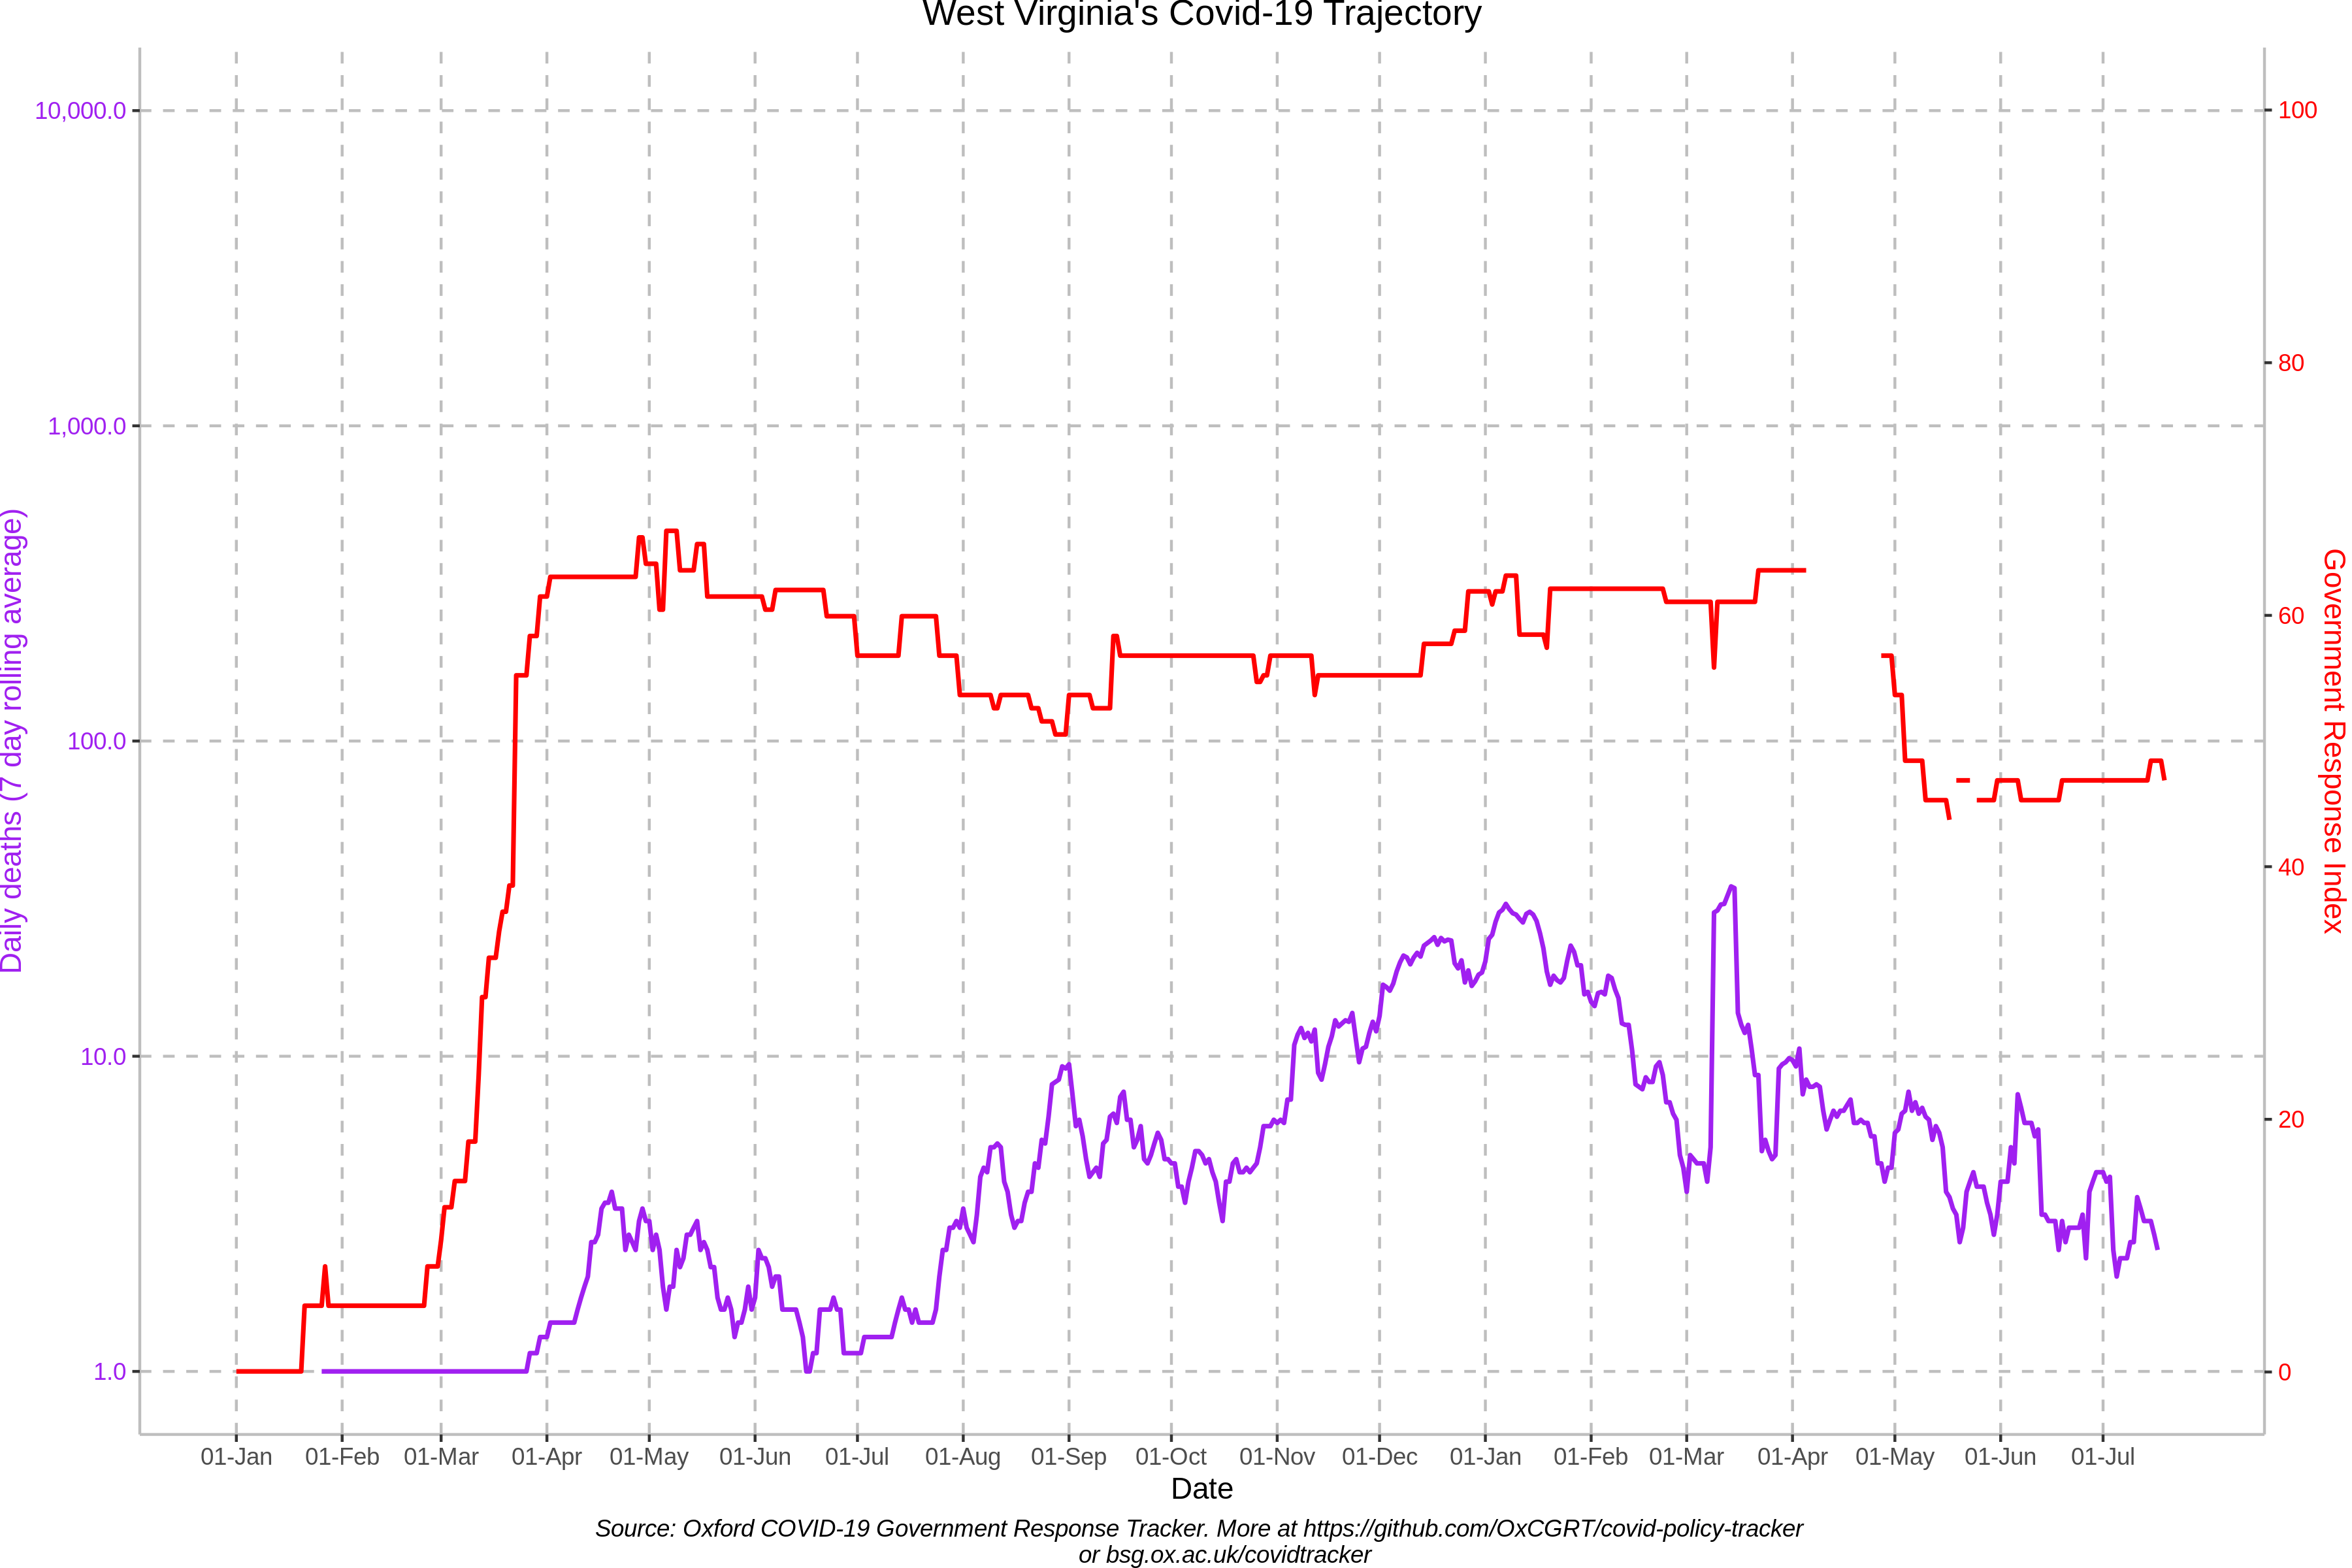 West Virginia's Covid-19 Trajectory
10,000.0
1,000.0
100.0
10.0
1.0
Daily deaths (7 day rolling average)
100
80
60
40
20
0
Government Response Index
01-Jan 01-Feb 01-Mar 01-Apr 01-May 01-Jun 01-Jul 01-Aug 01-Sep 01-Oct 01-Nov 01-Dec 01-Jan 01-Feb 01-Mar 01-Apr 01-May 01-Jun 01-Jul
Date
Source: Oxford COVID-19 Government Response Tracker. More at https://github.com/OxCGRT/covid-policy-tracker
or bsg.ox.ac.uk/covidtracker